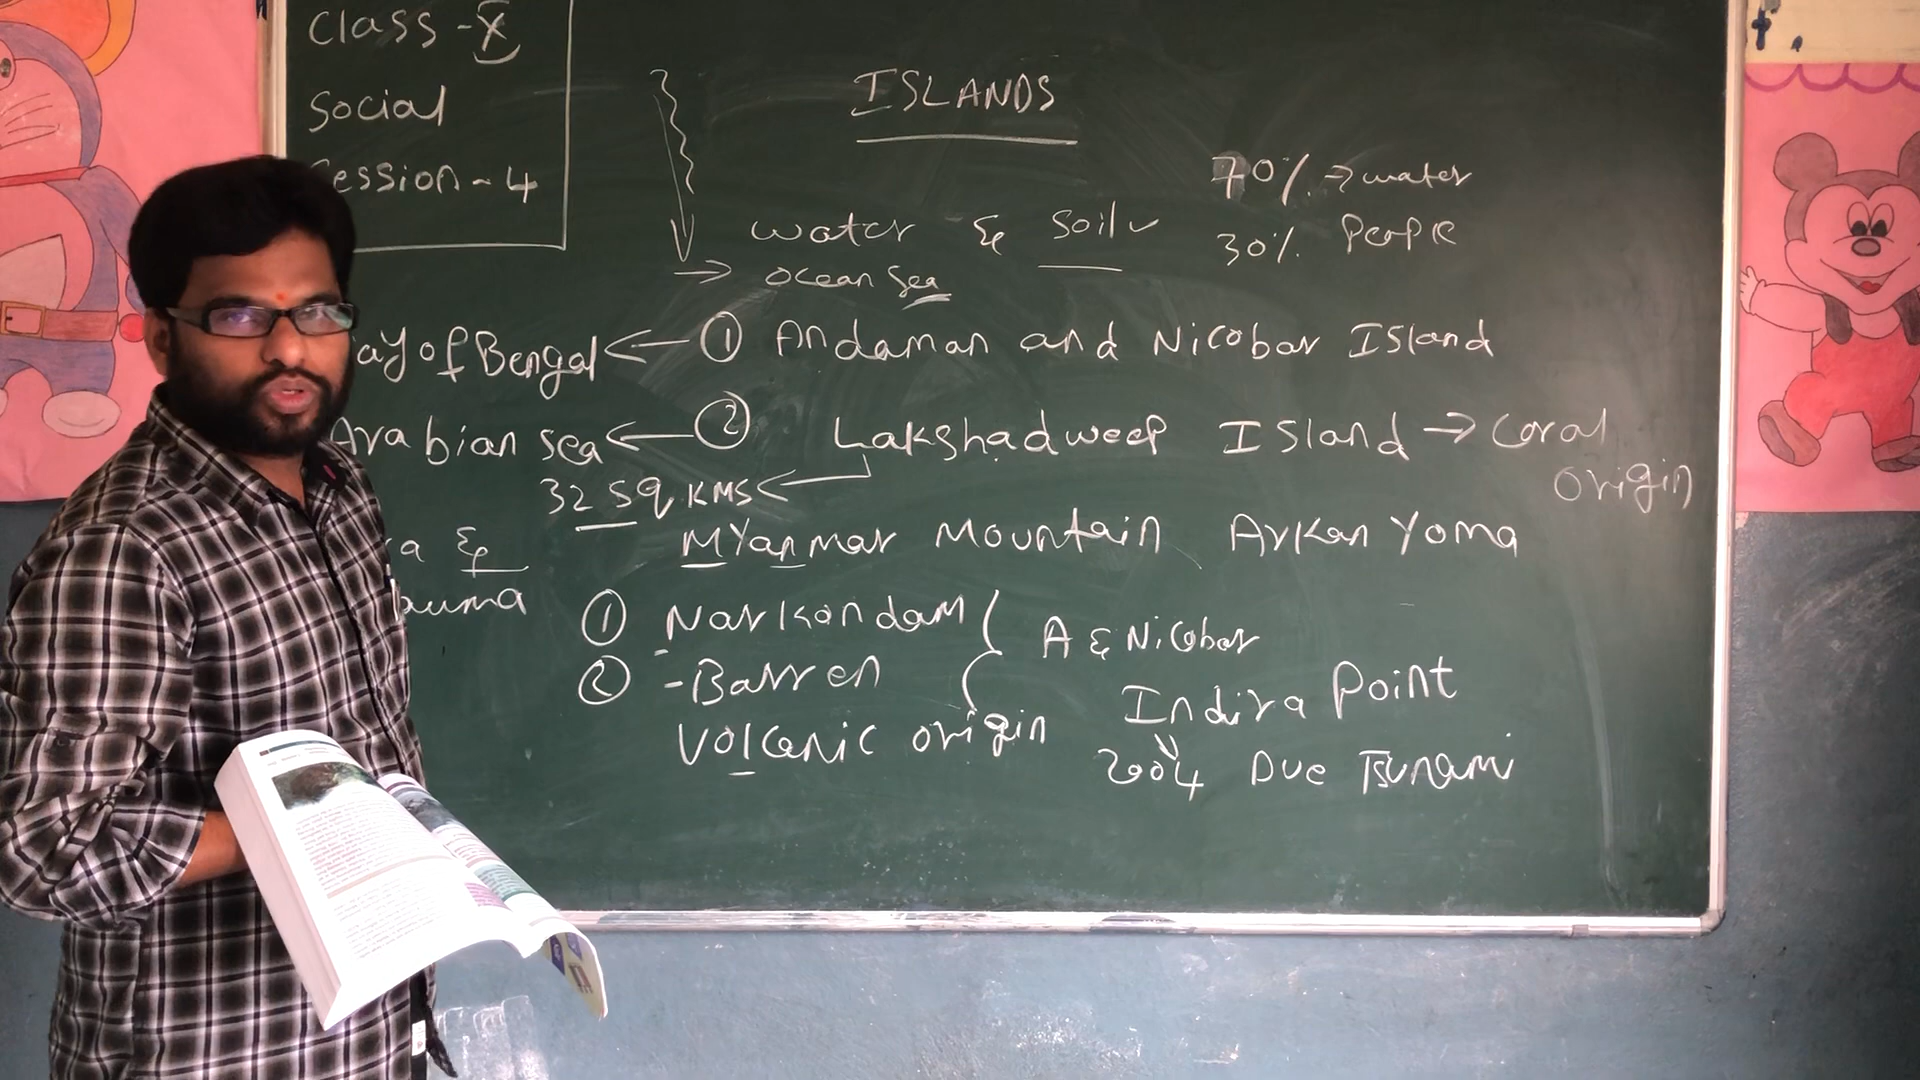 Class - X
Social
ession - 4
ISLANDS
70% → water
30% People
water & soil
→ ocean sea
ay of Bengal ← ① Andaman and Nicobar Island
Arabian sea ← ② Lakshadweep Island → Coral origin
32 sq KMS ←
a &
Myanmar Mountain Arkan Yoma
ouma
① Narkondam
② - Barren
A & Nicobar
Volcanic origin
Indira Point
2004 Due Tsunami